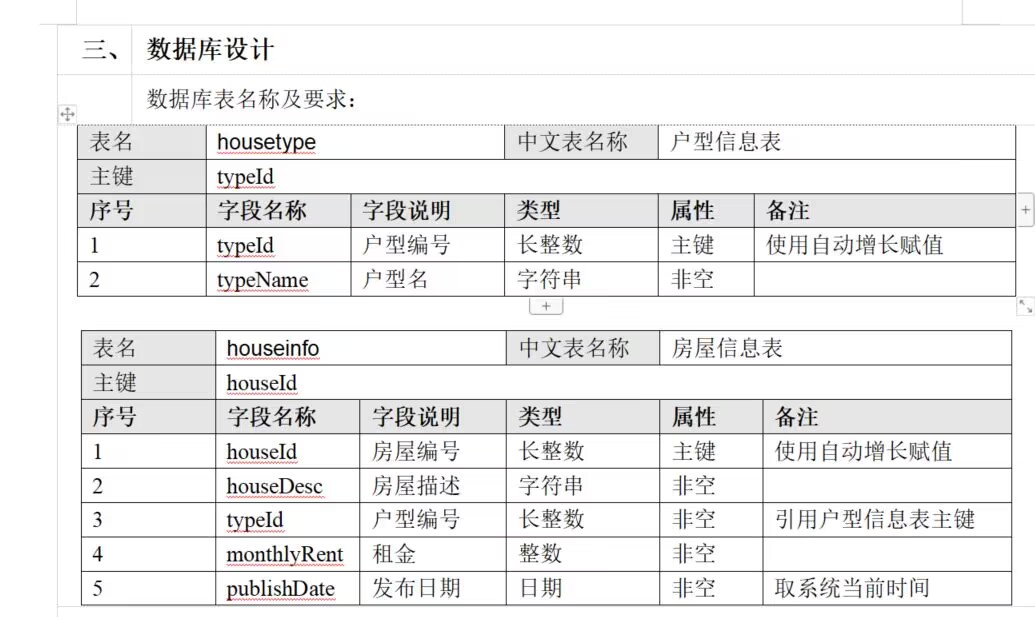 三、 数据库设计
数据库表名称及要求：
表名 housetype 中文表名称 户型信息表
主键 typeId
序号 字段名称 字段说明 类型 属性 备注
1 typeId 户型编号 长整数 主键 使用自动增长赋值
2 typeName 户型名 字符串 非空
表名 houseinfo 中文表名称 房屋信息表
主键 houseId
序号 字段名称 字段说明 类型 属性 备注
1 houseId 房屋编号 长整数 主键 使用自动增长赋值
2 houseDesc 房屋描述 字符串 非空
3 typeId 户型编号 长整数 非空 引用户型信息表主键
4 monthlyRent 租金 整数 非空
5 publishDate 发布日期 日期 非空 取系统当前时间